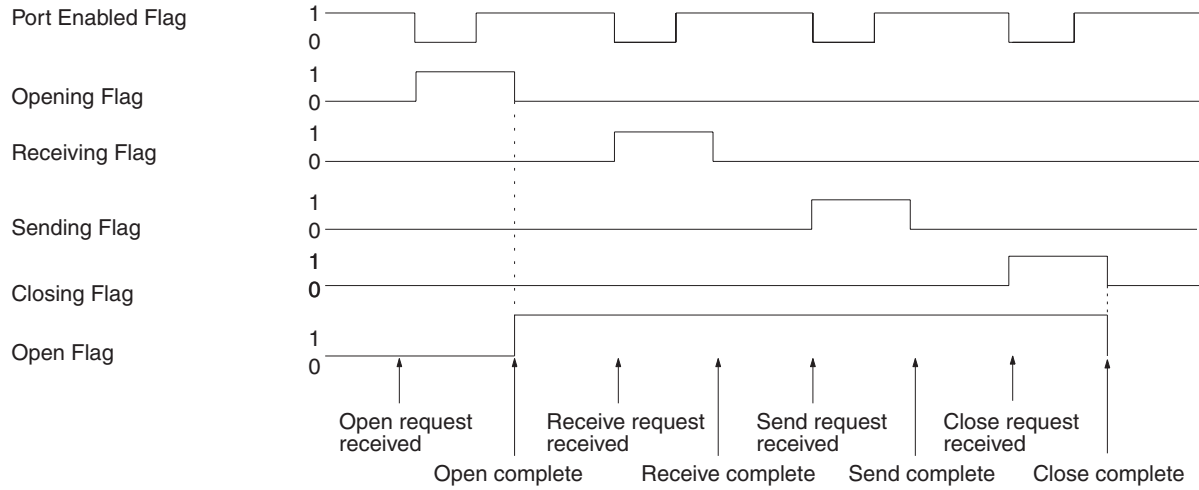 Port Enabled Flag
1
0
Opening Flag
1
0
Receiving Flag
1
0
Sending Flag
1
0
Closing Flag
1
0
Open Flag
1
0
Open request
received
Receive request
received
Send request
received
Close request
received
Open complete
Receive complete
Send complete
Close complete